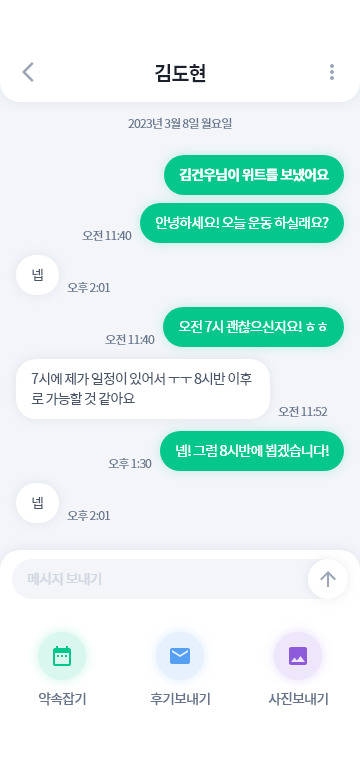 김도현
2023년 3월 8일 월요일
김건우님이 위트를 보냈어요
안녕하세요! 오늘 운동 하실래요?
오전 11:40
넵
오후 2:01
오전 7시 괜찮으신지요! ㅎㅎ
오전 11:40
7시에 제가 일정이 있어서 ㅜㅜ 8시반 이후
로 가능할 것 같아요
오전 11:52
넵! 그럼 8시반에 뵙겠습니다!
오후 1:30
넵
오후 2:01
메시지 보내기
약속잡기
후기보내기
사진보내기